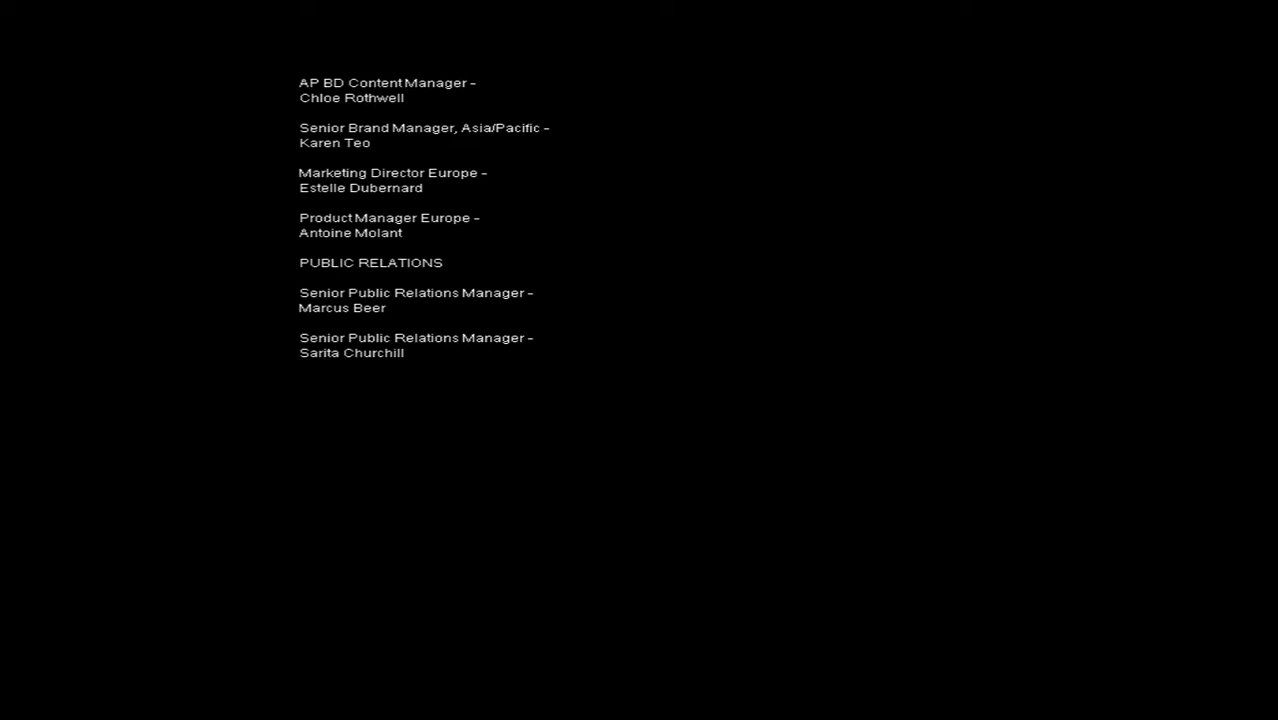 AP BD Content Manager -
Chloe Rothwell
Senior Brand Manager, Asia/Pacific -
Karen Teo
Marketing Director Europe -
Estelle Dubernard
Product Manager Europe -
Antoine Molant
PUBLIC RELATIONS
Senior Public Relations Manager -
Marcus Beer
Senior Public Relations Manager -
Sarita Churchill